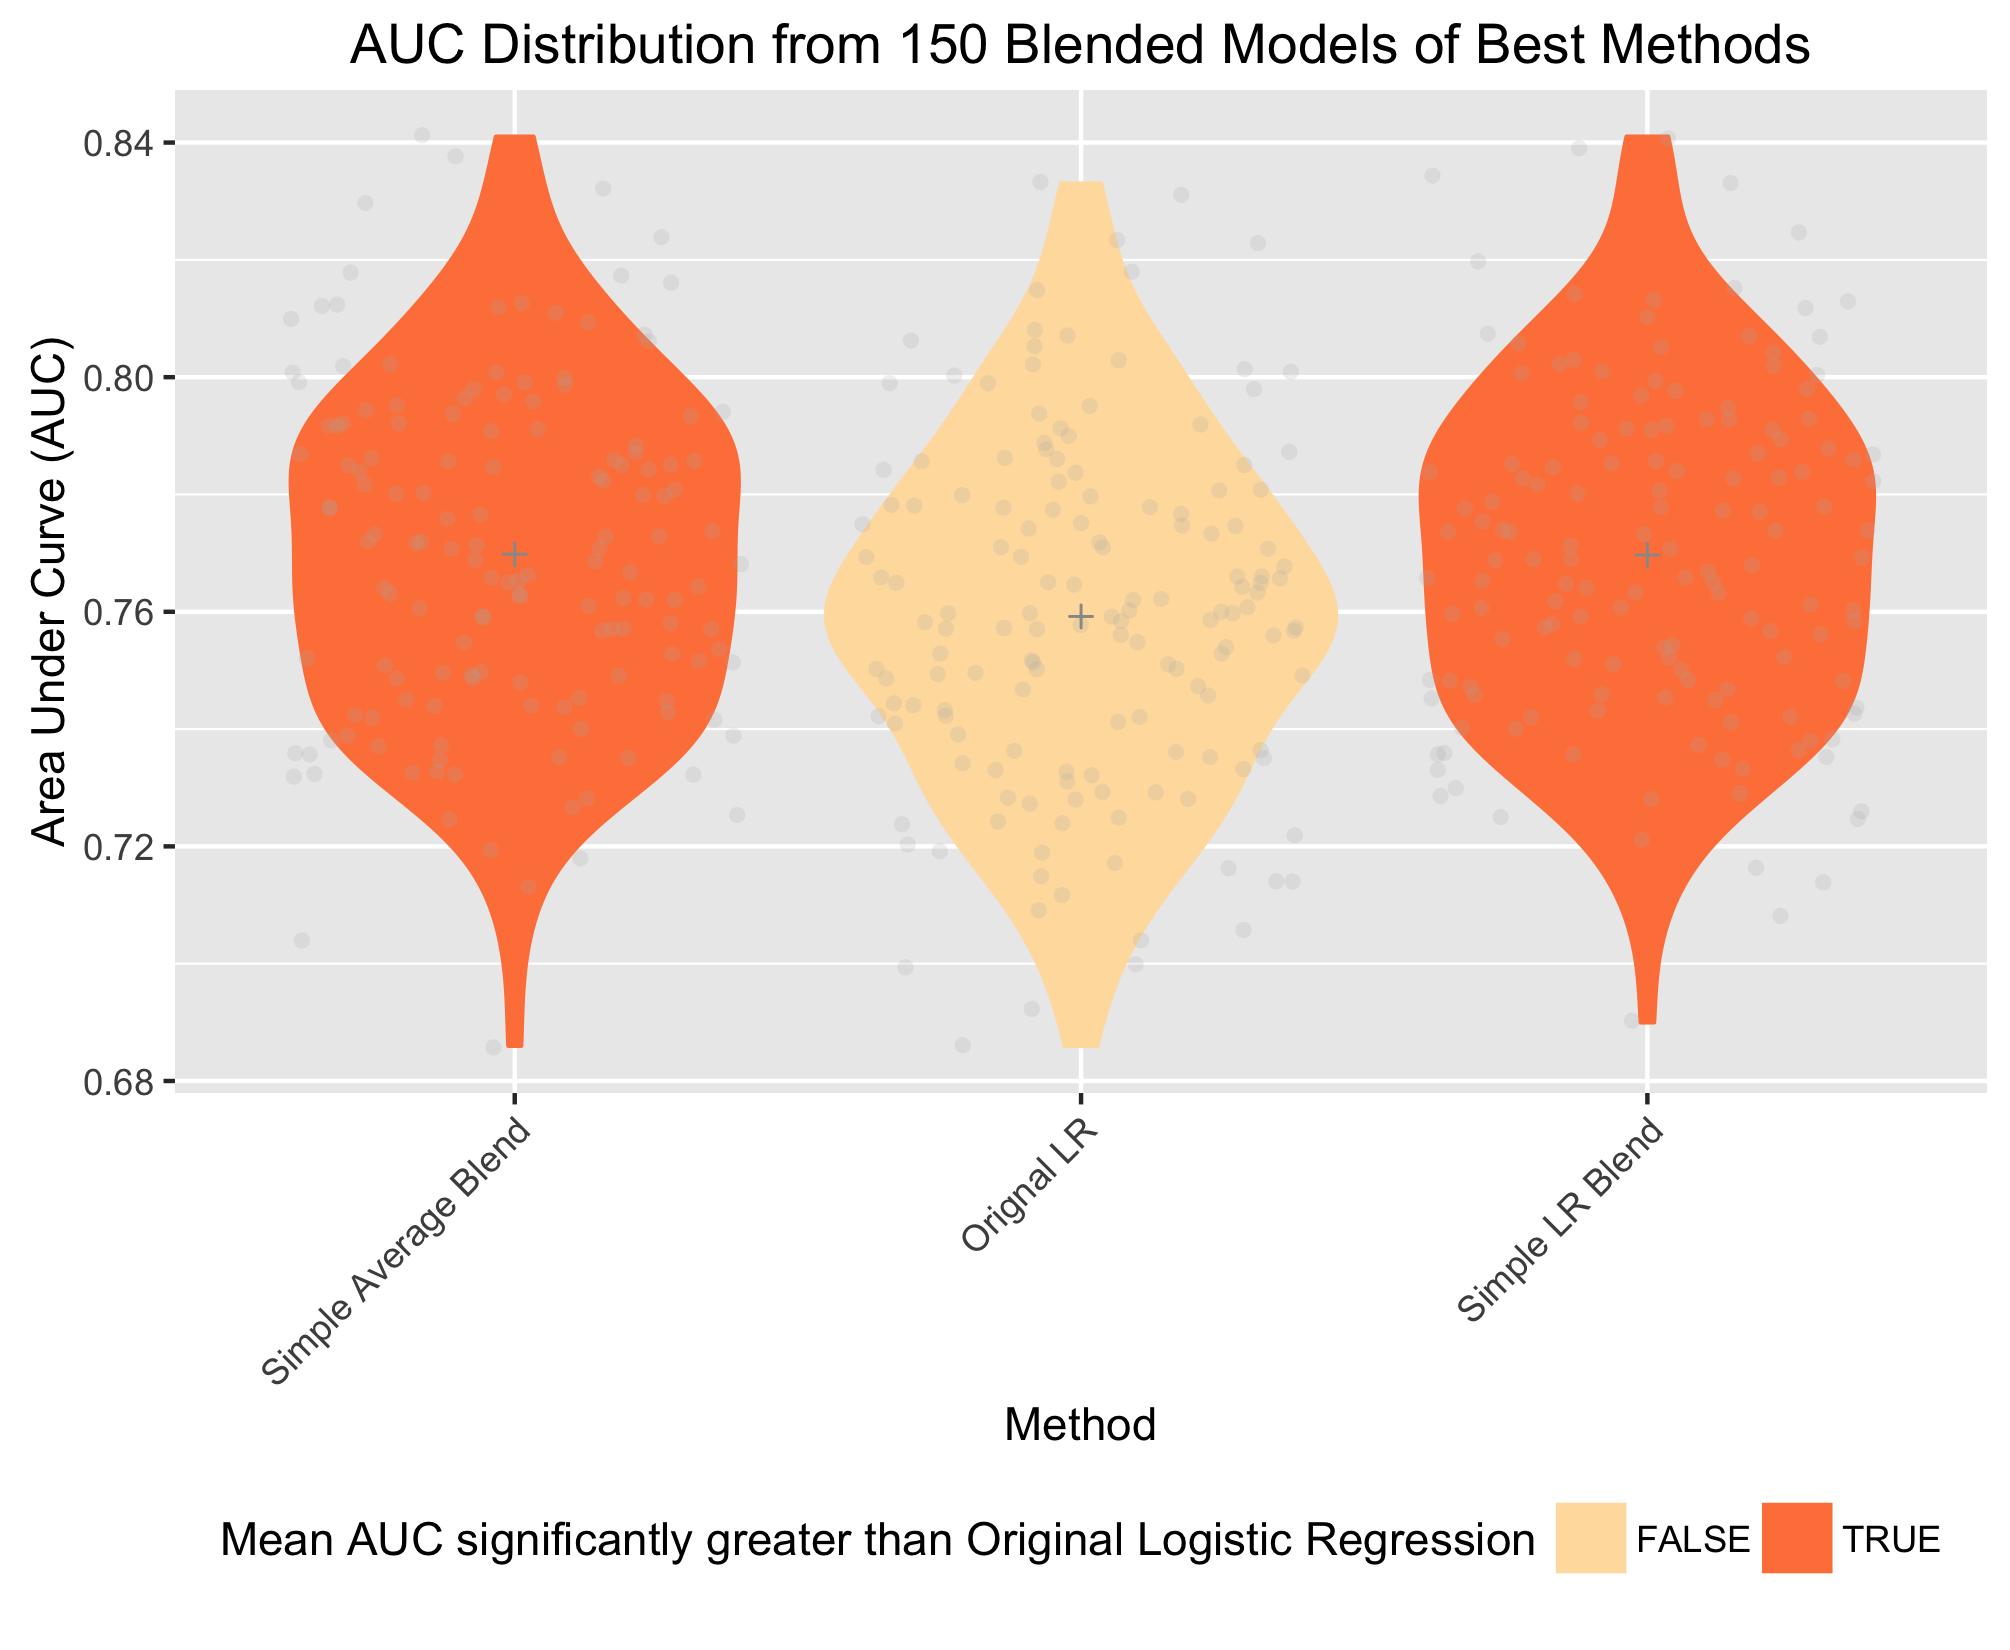 AUC Distribution from 150 Blended Models of Best Methods
Area Under Curve (AUC)
0.84
0.80
0.76
0.72
0.68
Simple Average Blend
Orignal LR
Simple LR Blend
Method
Mean AUC significantly greater than Original Logistic Regression FALSE TRUE